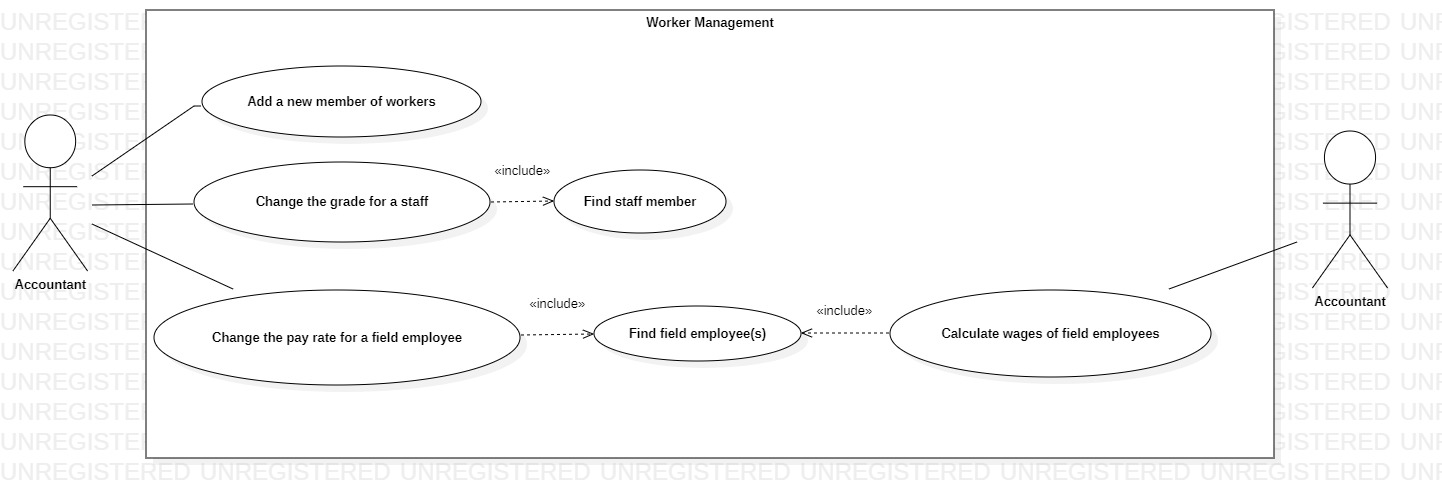 Worker Management
Add a new member of workers
«include»
Change the grade for a staff
Find staff member
Accountant
Accountant
«include»
«include»
Change the pay rate for a field employee
Find field employee(s)
Calculate wages of field employees
UNREGISTERED UNREGISTERED UNREGISTERED UNREGISTERED UNREGISTERED UNREGISTERED UNREGISTERED